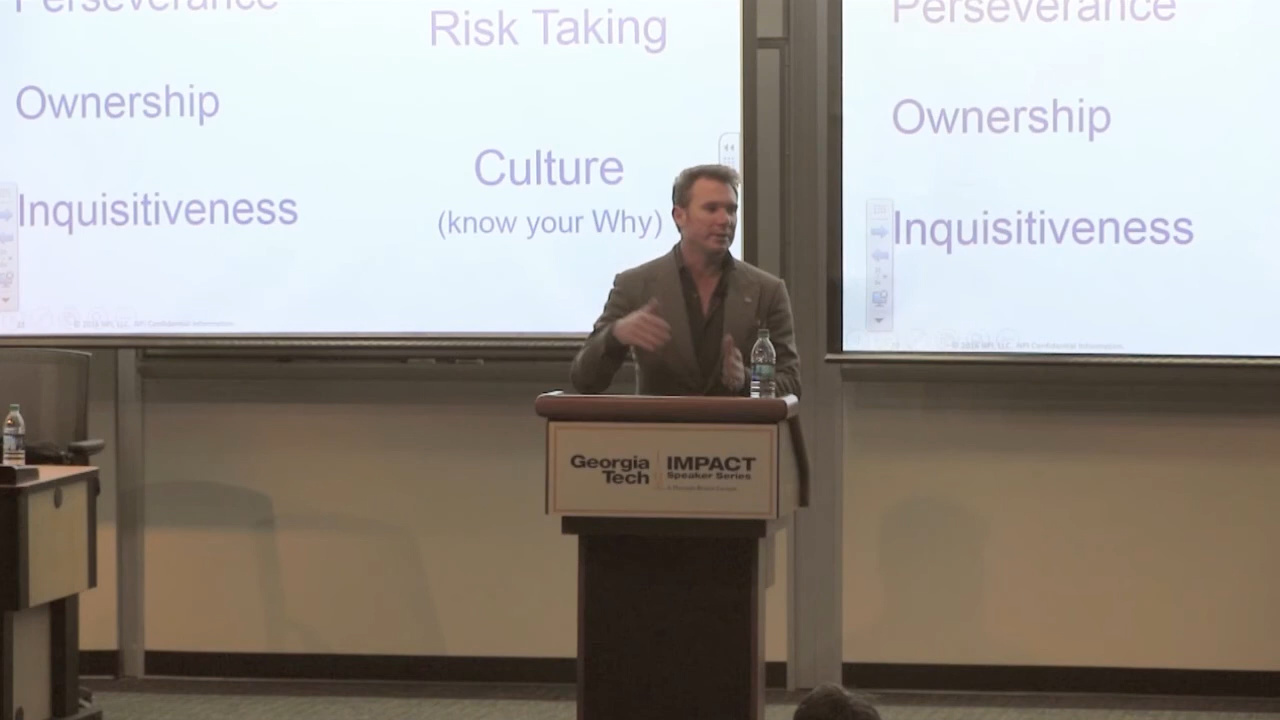 Perseverance
Risk Taking
Ownership
Culture
(know your Why)
Inquisitiveness
Perseverance
Ownership
Inquisitiveness
Georgia Tech
IMPACT
Speaker Series